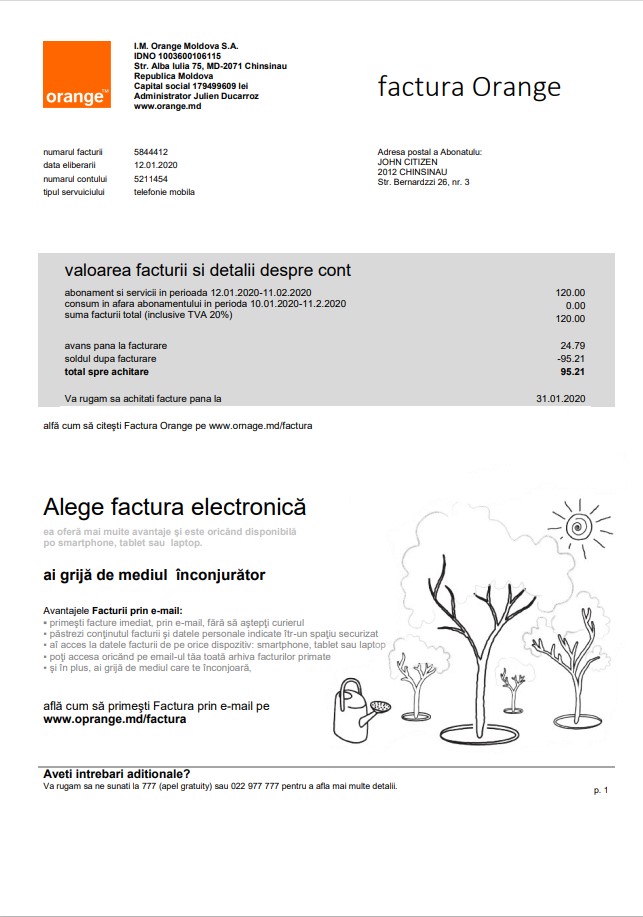 orange™
I.M. Orange Moldova S.A.
IDNO 1003600106115
Str. Alba Iulia 75, MD-2071 Chinsinau
Republica Moldova
Capital social 179499609 lei
Administrator Julien Ducarroz
www.orange.md
factura Orange
numarul facturii 5844412
data eliberarii 12.01.2020
numarul contului 5211454
tipul servuiciului telefonie mobila
Adresa postal a Abonatulu:
JOHN CITIZEN
2012 CHINSINAU
Str. Bernardzzi 26, nr. 3
valoarea facturii si detalii despre cont
abonament si servicii in perioada 12.01.2020-11.02.2020 120.00
consum in afara abonamentului in perioda 10.01.2020-11.2.2020 0.00
suma facturii total (inclusive TVA 20%) 120.00
avans pana la facturare 24.79
soldul dupa facturare -95.21
total spre achitare 95.21
Va rugam sa achitati facture pana la 31.01.2020
alfă cum să citeşti Factura Orange pe www.ornage.md/factura
Alege factura electronică
ea oferă mai muite avantaje şi este oricând disponibilă
po smartphone, tablet sau laptop.
ai grijă de mediul înconjurător
Avantajele Facturii prin e-mail:
• primeşti facture imediat, prin e-mail, fără să aştepţi curierul
• păstrezi conţinutul facturii şi datele personale indicate îtr-un spaţiu securizat
• aî acces la datele facturii de pe orice dispozitiv: smartphone, tablet sau laptop
• poţi accesa oricând pe email-ul tăa toată arhiva facturilor primate
• şi în plus, ai grijă de mediul care te înconjoară,
află cum să primeşti Factura prin e-mail pe
www.oprange.md/factura
Aveti intrebari aditionale?
Va rugam sa ne sunati la 777 (apel gratuity) sau 022 977 777 pentru a afla mai multe detalii.
p. 1